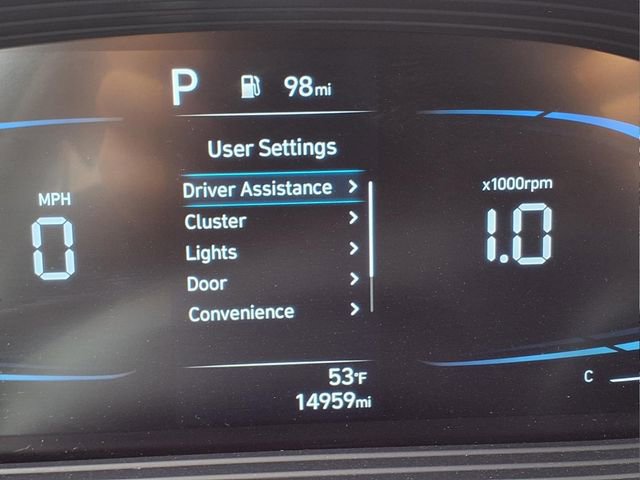 P 98mi
User Settings
Driver Assistance
Cluster
Lights
Door
Convenience
MPH
0
x1000rpm
1.0
53°F
14959mi
C